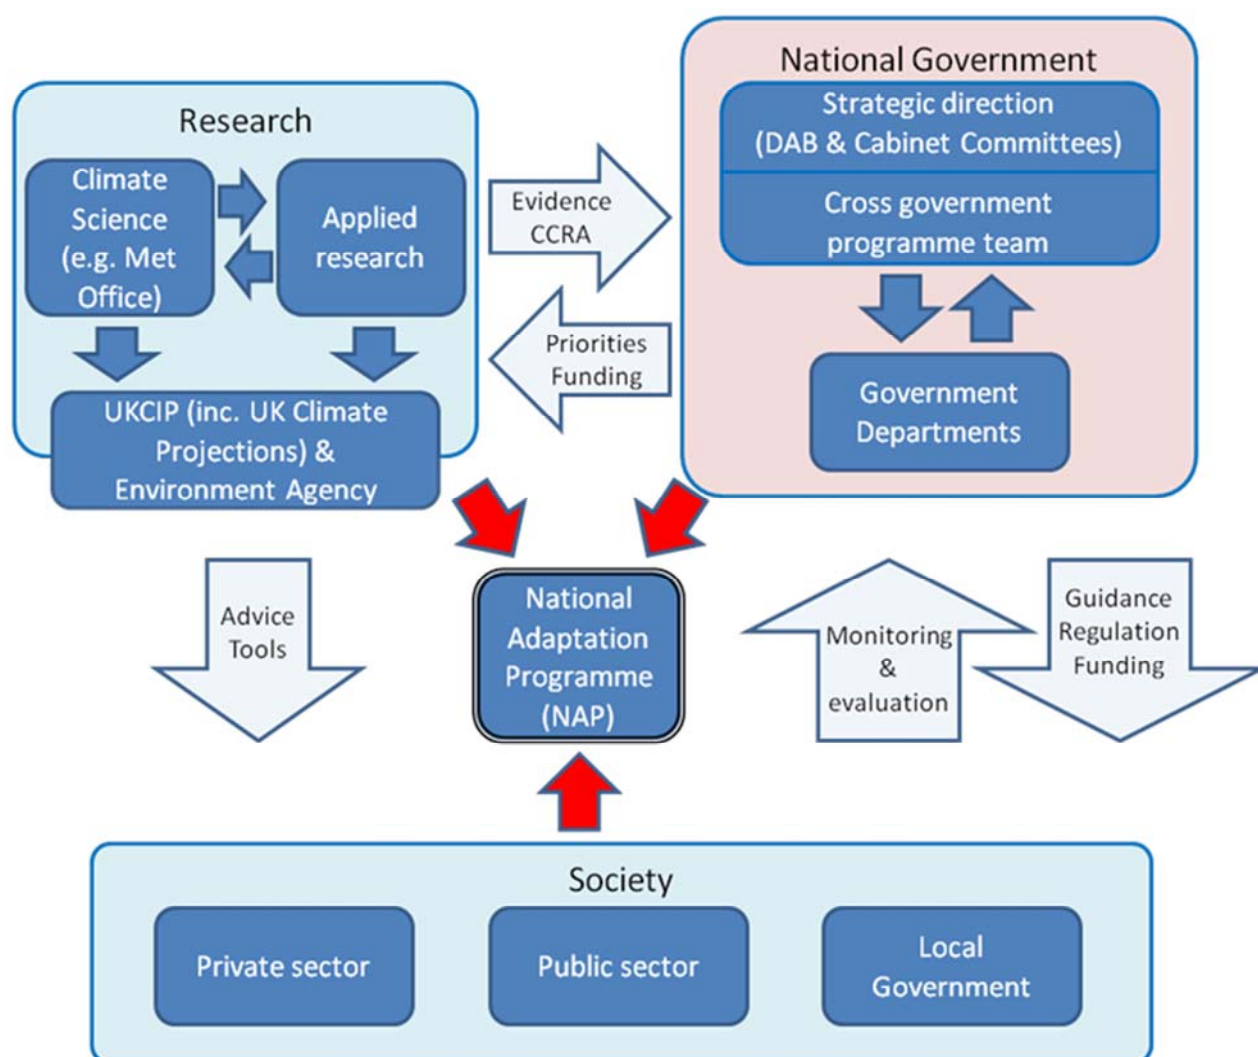 Research
Climate
Science
(e.g. Met
Office)
Applied
research
UKCIP (inc. UK Climate
Projections) &
Environment Agency
Evidence
CCRA
Priorities
Funding
National Government
Strategic direction
(DAB & Cabinet Committees)
Cross government
programme team
Government
Departments
Advice
Tools
National
Adaptation
Programme
(NAP)
Monitoring
&
evaluation
Guidance
Regulation
Funding
Society
Private sector
Public sector
Local
Government